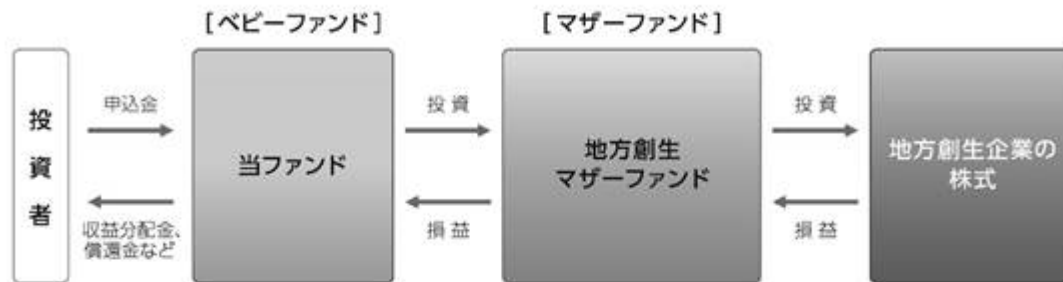 [ベビーファンド]
[マザーファンド]
投資者
申込金
収益分配金、
償還金など
当ファンド
投資
損益
地方創生
マザーファンド
投資
損益
地方創生企業の
株式